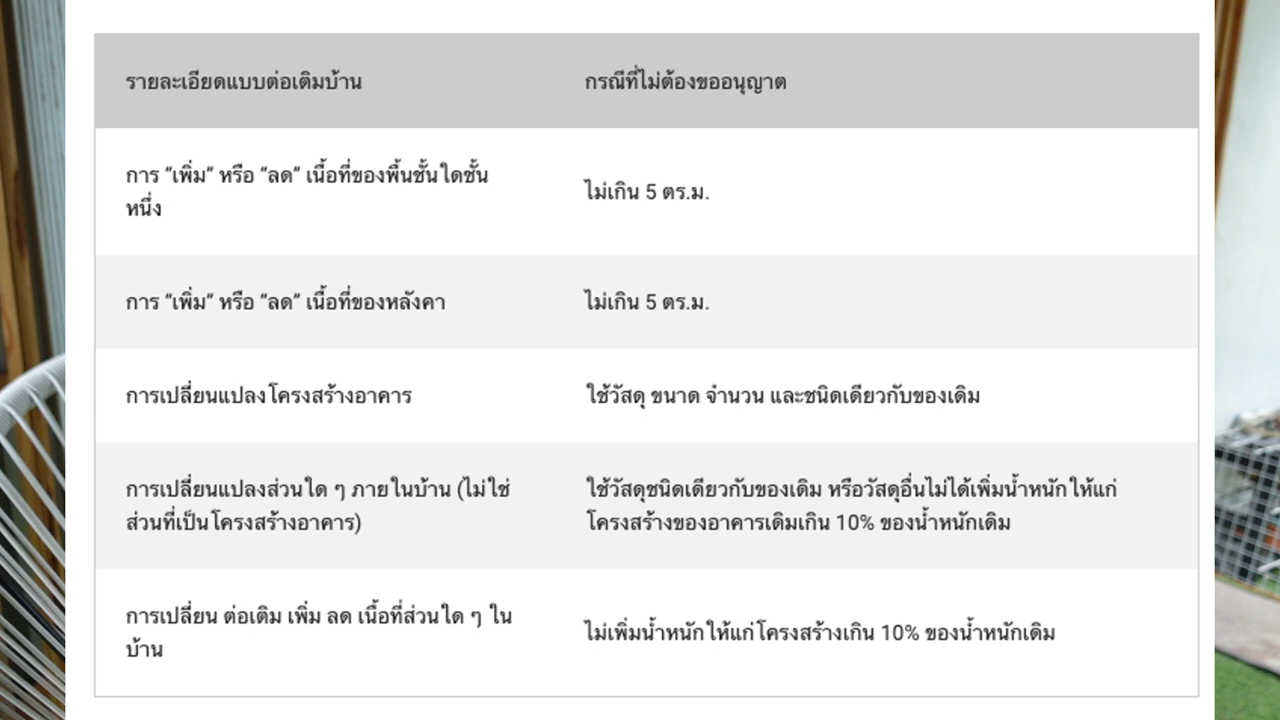 รายละเอียดแบบต่อเติมบ้าน
กรณีที่ไม่ต้องขออนุญาต
การ “เพิ่ม” หรือ “ลด” เนื้อที่ของพื้นชั้นใดชั้น
หนึ่ง
ไม่เกิน 5 ตร.ม.
การ “เพิ่ม” หรือ “ลด” เนื้อที่ของหลังคา
ไม่เกิน 5 ตร.ม.
การเปลี่ยนแปลงโครงสร้างอาคาร
ใช้วัสดุ ขนาด จำนวน และชนิดเดียวกับของเดิม
การเปลี่ยนแปลงส่วนใด ๆ ภายในบ้าน (ไม่ใช่
ส่วนที่เป็นโครงสร้างอาคาร)
ใช้วัสดุชนิดเดียวกับของเดิม หรือวัสดุอื่นไม่ได้เพิ่มน้ำหนักให้แก่
โครงสร้างของอาคารเดิมเกิน 10% ของน้ำหนักเดิม
การเปลี่ยน ต่อเติม เพิ่ม ลด เนื้อที่ส่วนใด ๆ ใน
บ้าน
ไม่เพิ่มน้ำหนักให้แก่โครงสร้างเกิน 10% ของน้ำหนักเดิม